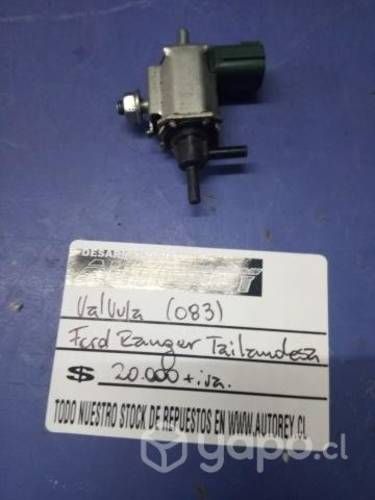 DESAR
Valvula (083)
Ford Ranger Tailandesa
$ 20.000 + iva.
TODO NUESTRO STOCK DE REPUESTOS EN WWW.AUTOREY.CL
yapo.cl